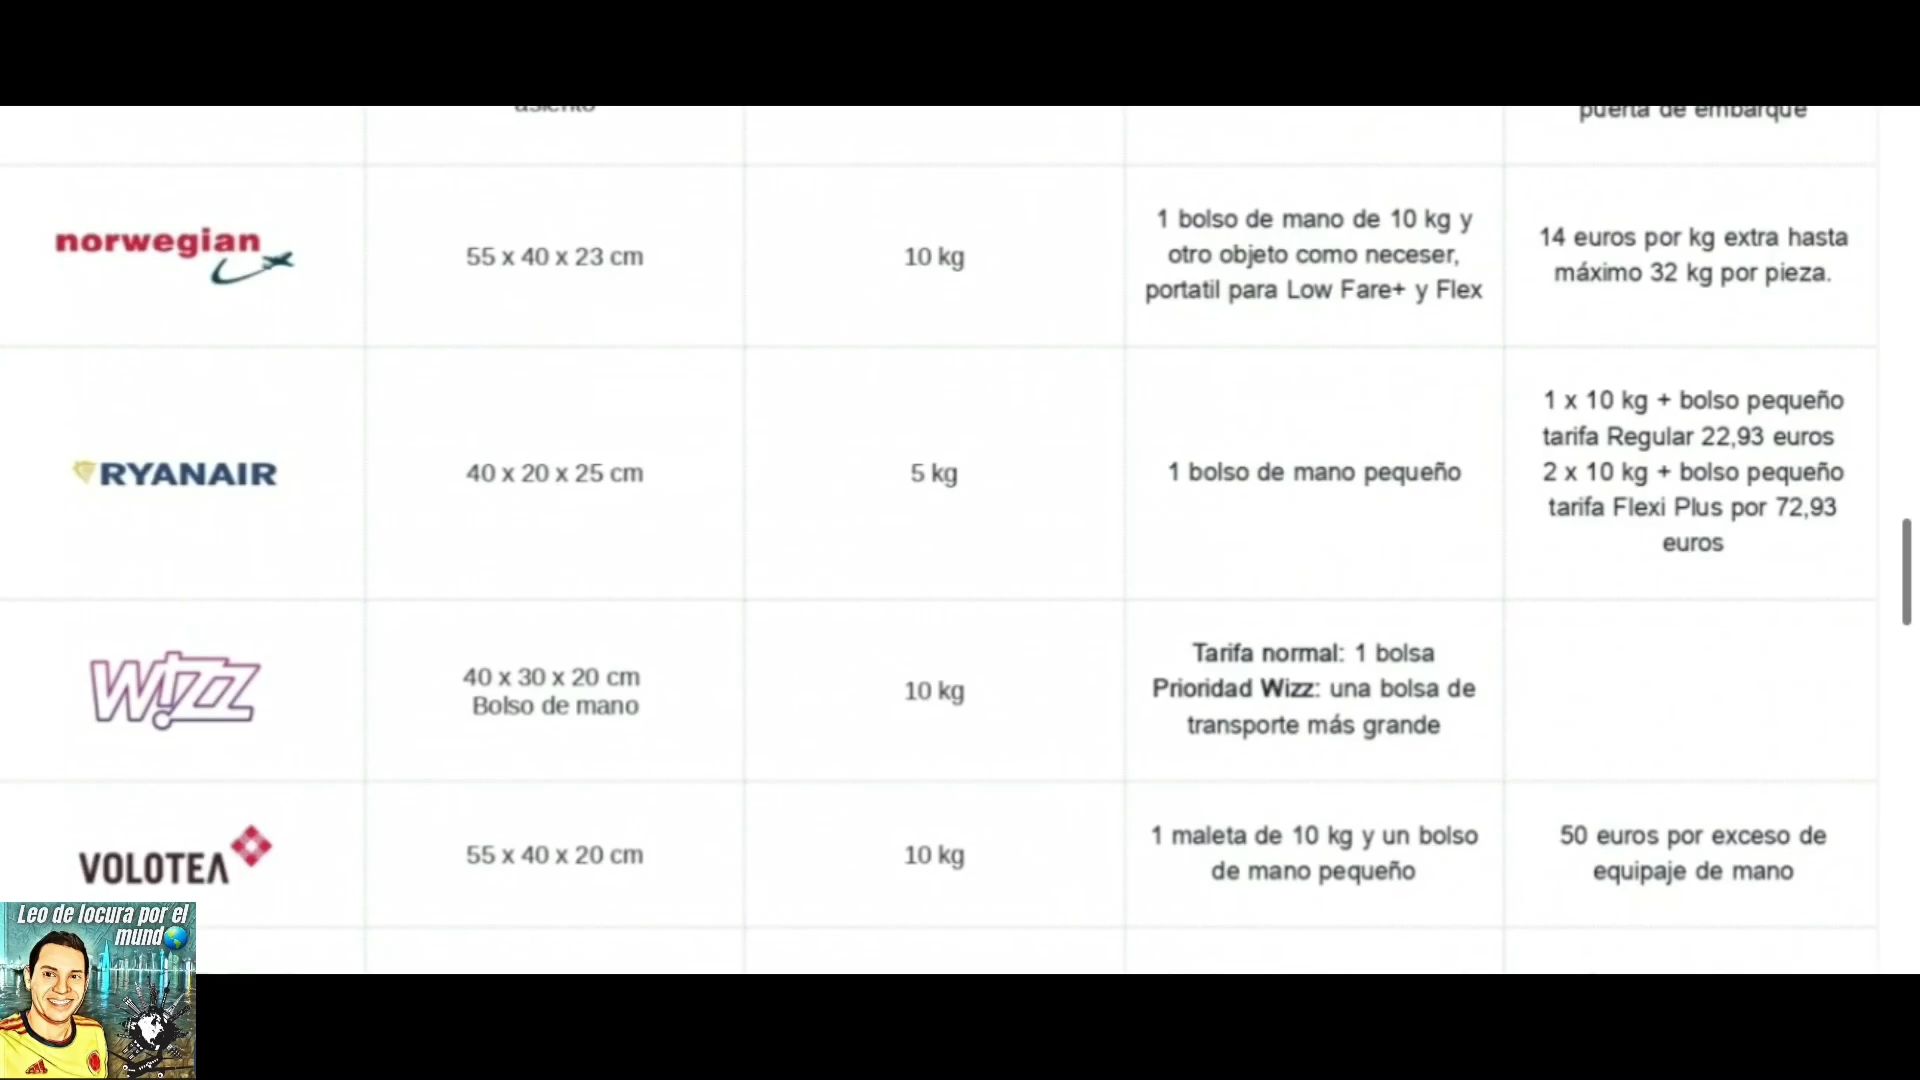 asiento
puerta de embarque
norwegian
55 x 40 x 23 cm
10 kg
1 bolso de mano de 10 kg y
otro objeto como neceser,
portatil para Low Fare+ y Flex
14 euros por kg extra hasta
máximo 32 kg por pieza.
RYANAIR
40 x 20 x 25 cm
5 kg
1 bolso de mano pequeño
1 x 10 kg + bolso pequeño
tarifa Regular 22,93 euros
2 x 10 kg + bolso pequeño
tarifa Flexi Plus por 72,93
euros
Wizz
40 x 30 x 20 cm
Bolso de mano
10 kg
Tarifa normal: 1 bolsa
Prioridad Wizz: una bolsa de
transporte más grande
VOLOTEA
55 x 40 x 20 cm
10 kg
1 maleta de 10 kg y un bolso
de mano pequeño
50 euros por exceso de
equipaje de mano
Leo de locura por el
mund